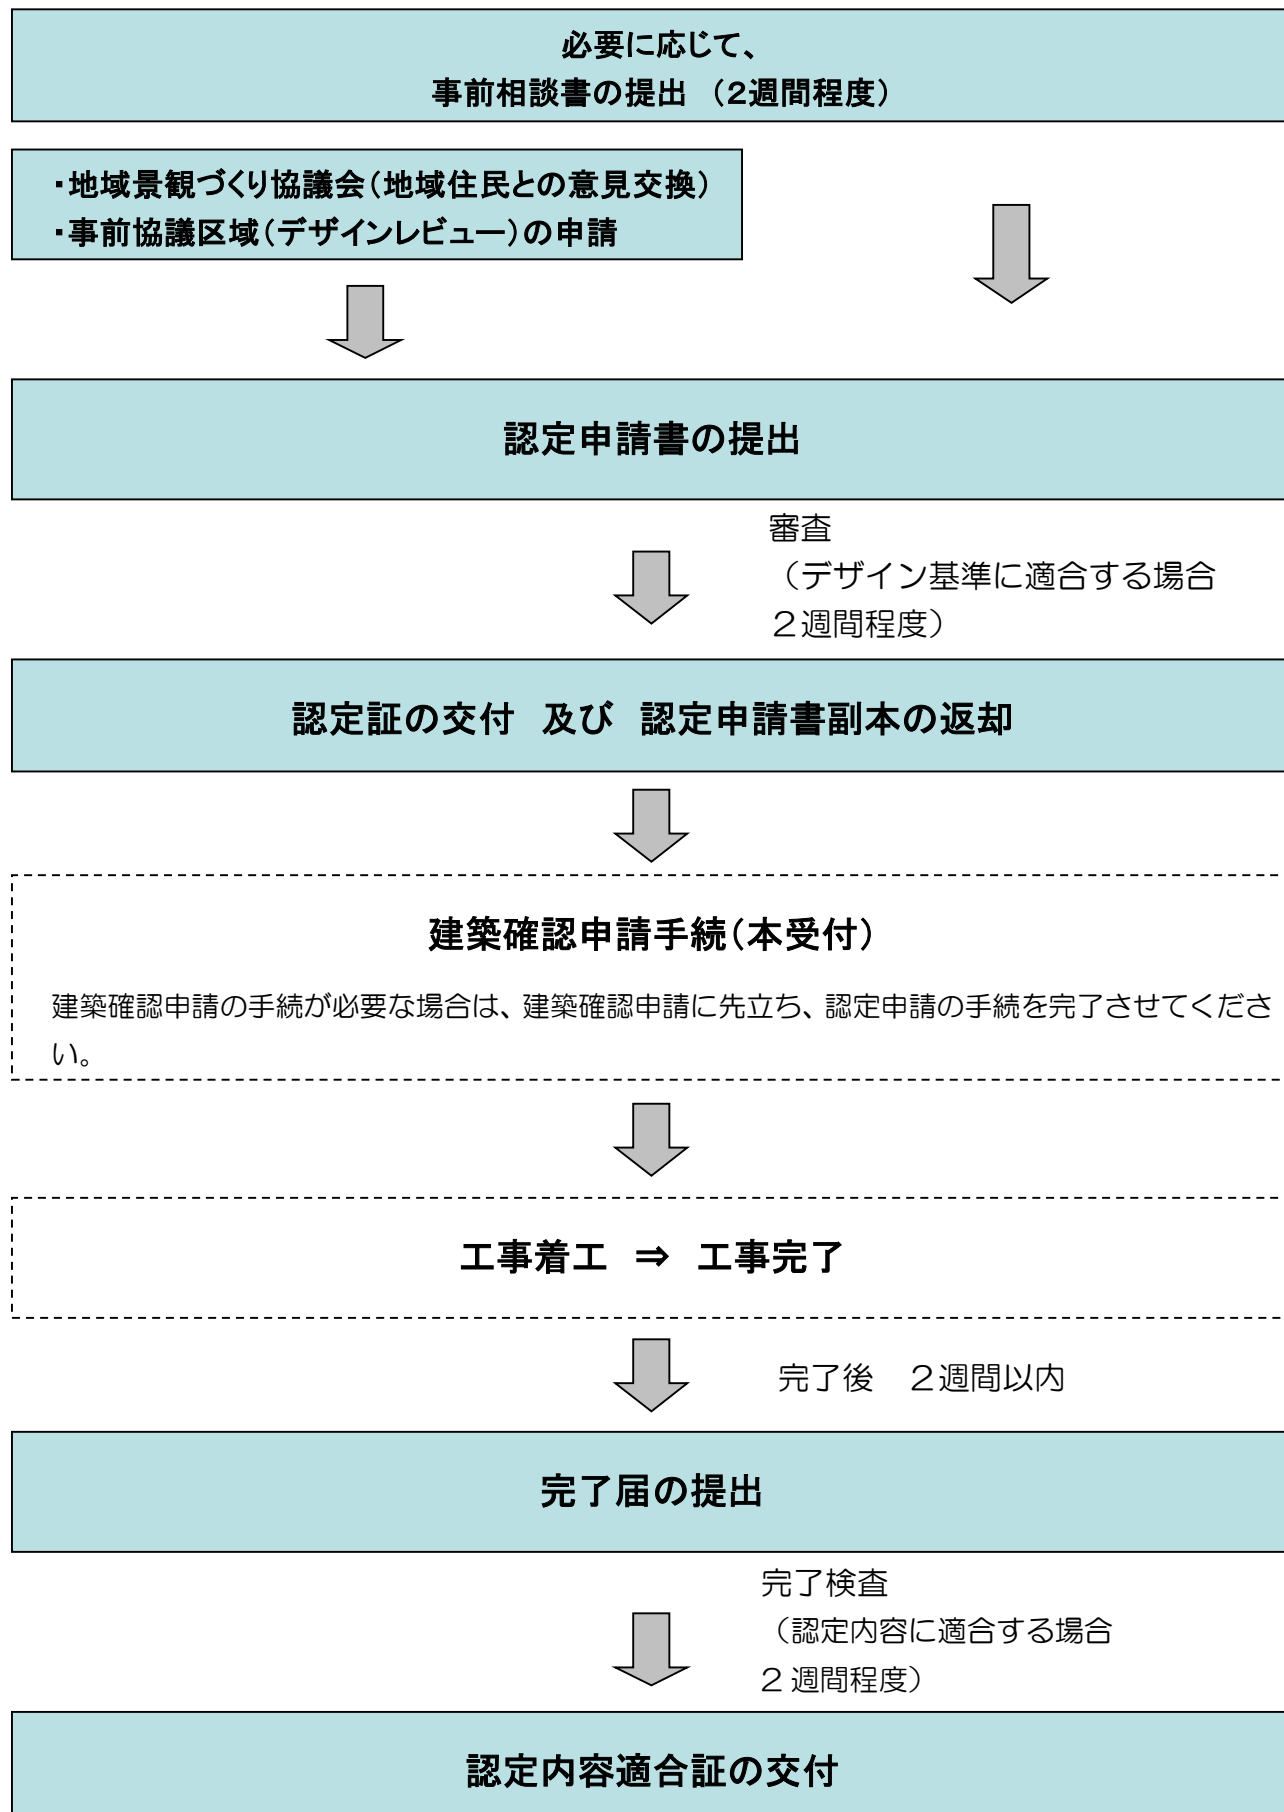 必要に応じて、
事前相談書の提出　（2週間程度）
・地域景観づくり協議会（地域住民との意見交換）
・事前協議区域（デザインレビュー）の申請
認定申請書の提出
審査
（デザイン基準に適合する場合
２週間程度）
認定証の交付　及び　認定申請書副本の返却
建築確認申請手続（本受付）
建築確認申請の手続が必要な場合は、建築確認申請に先立ち、認定申請の手続を完了させてくださ
い。
工事着工　⇒　工事完了
完了後　２週間以内
完了届の提出
完了検査
（認定内容に適合する場合
２週間程度）
認定内容適合証の交付